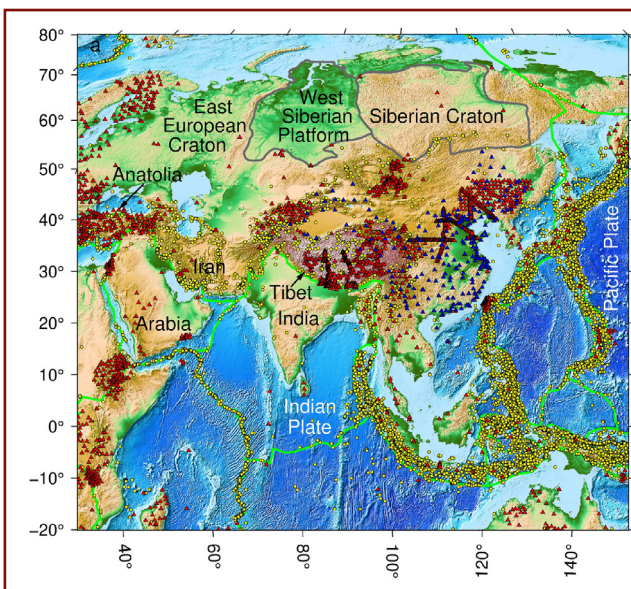 80°
a
70°
West
Siberian
Platform
Siberian Craton
East
European
Craton
60°
50°
Anatolia
40°
Iran
30°
Tibet
India
Arabia
20°
Pacific Plate
10°
Indian
Plate
0°
−10°
−20°
40°
60°
80°
100°
120°
140°